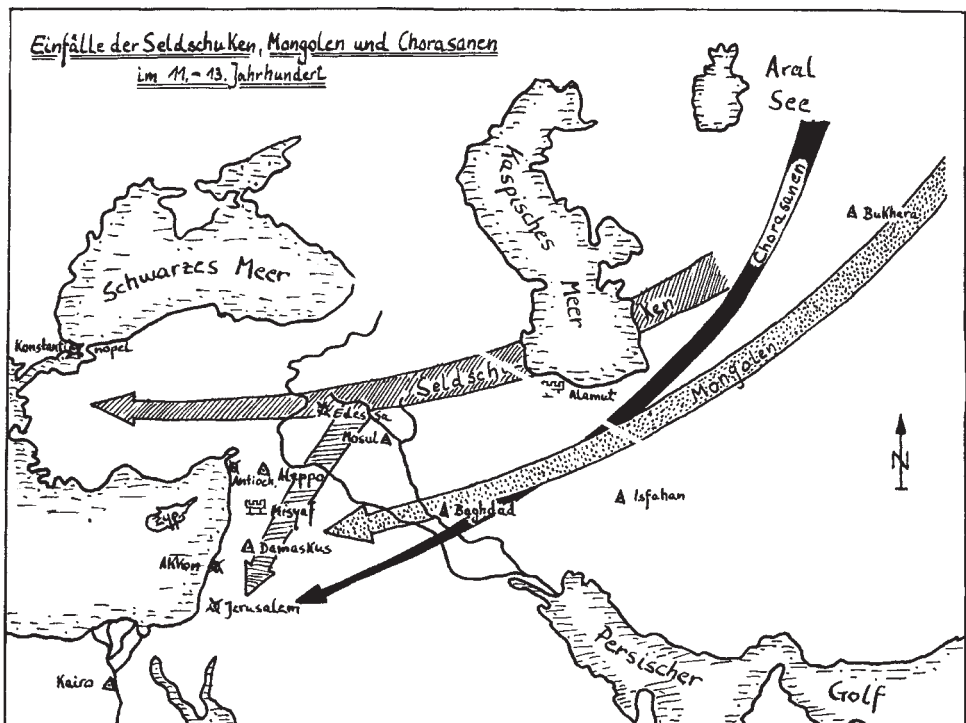 Einfälle der Seldschuken, Mongolen und Chorasanen
im 11.-13. Jahrhundert
Aral
See
Kaspisches
Meer
Chorasanen
Bukhara
Schwarzes Meer
Konstantinopel
Seldsch
ken
Mongolen
Alamut
Edessa
Mosul
Antioch.
Aleppo
Misyaf
Baghdad
Isfahan
Zyp.
Damaskus
Akkon
Jerusalem
N
Persischer
Golf
Kairo